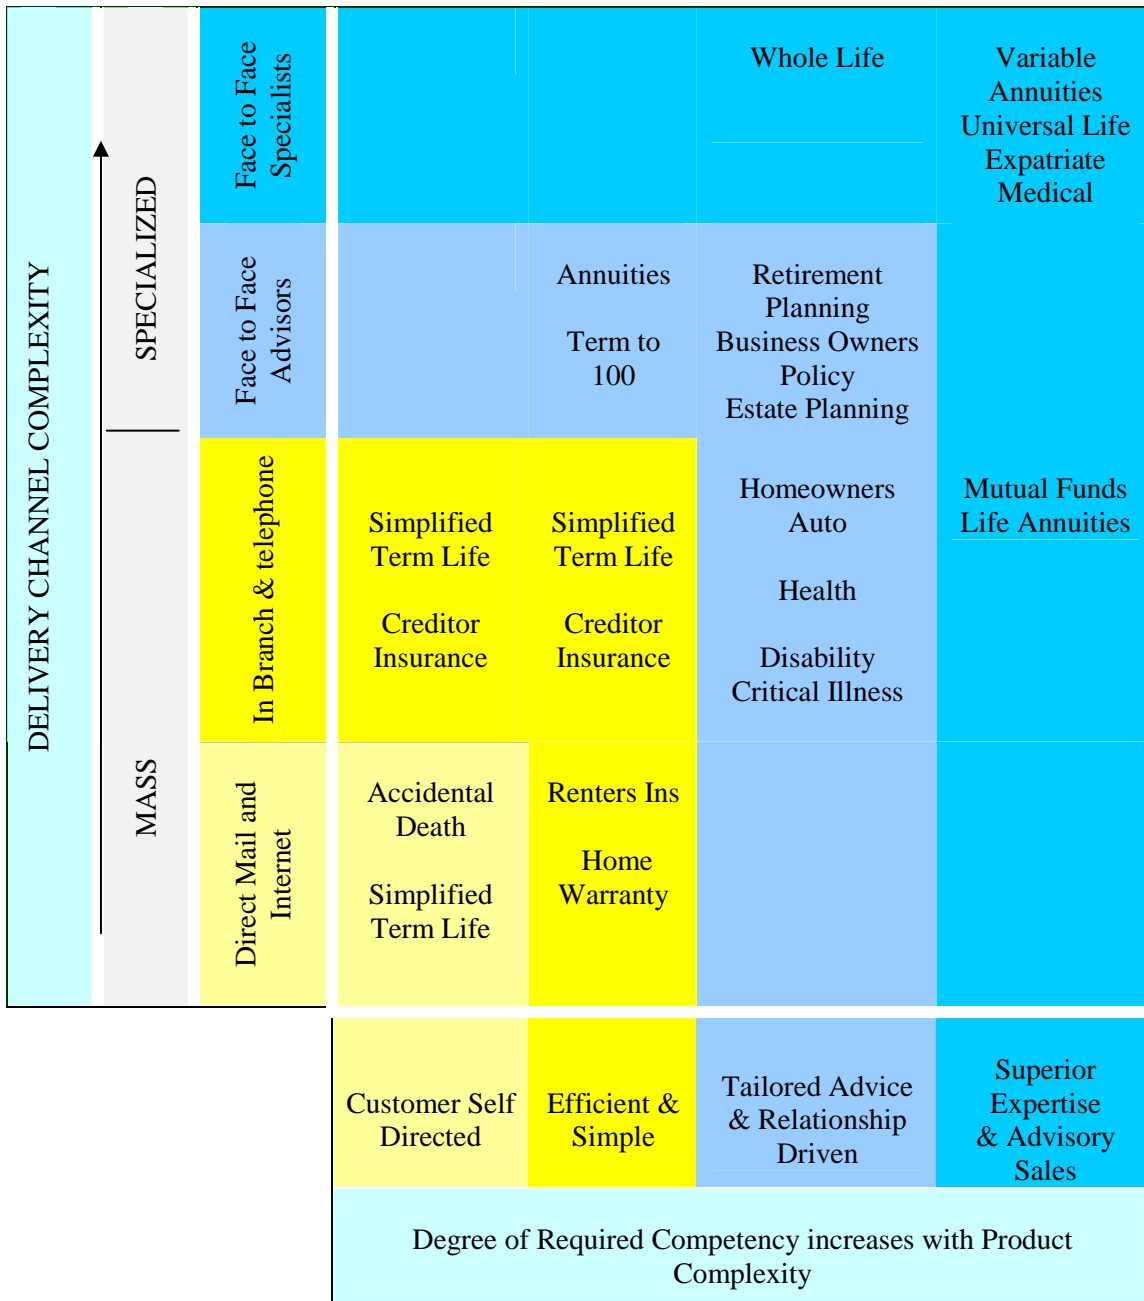 DELIVERY CHANNEL COMPLEXITY
SPECIALIZED
MASS
Face to Face
Specialists
Whole Life
Variable
Annuities
Universal Life
Expatriate
Medical
Face to Face
Advisors
Annuities
Term to
100
Retirement
Planning
Business Owners
Policy
Estate Planning
In Branch & telephone
Simplified
Term Life
Creditor
Insurance
Simplified
Term Life
Creditor
Insurance
Homeowners
Auto
Health
Disability
Critical Illness
Mutual Funds
Life Annuities
Direct Mail and
Internet
Accidental
Death
Simplified
Term Life
Renters Ins
Home
Warranty
Customer Self
Directed
Efficient &
Simple
Tailored Advice
& Relationship
Driven
Superior
Expertise
& Advisory
Sales
Degree of Required Competency increases with Product
Complexity